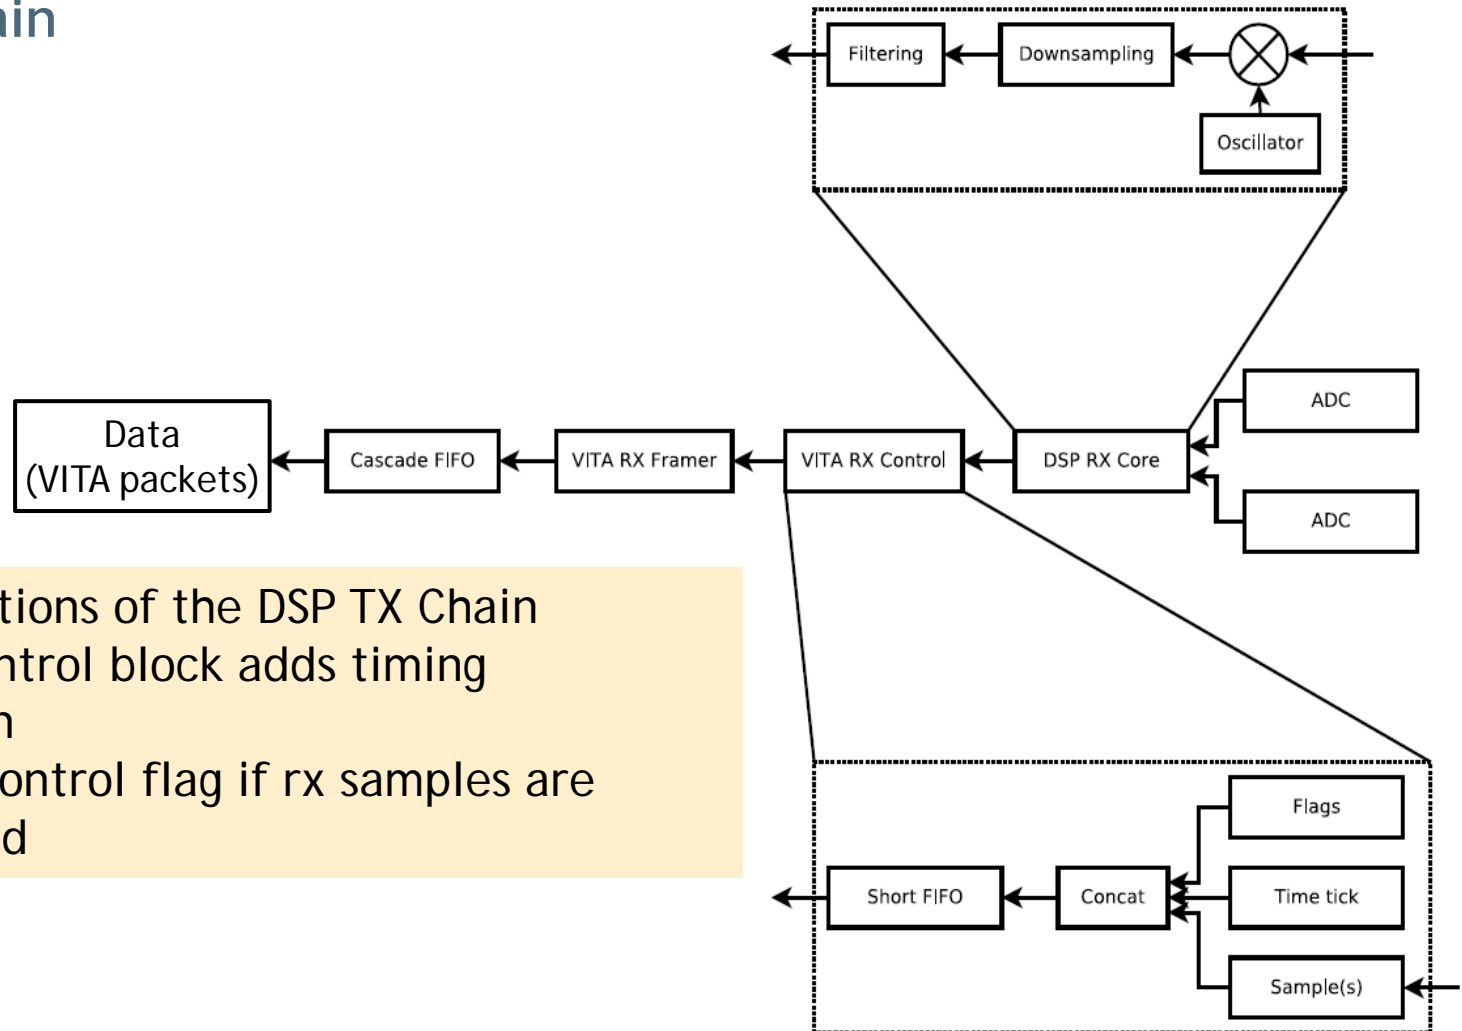 ain
Filtering
Downsampling
Oscillator
ADC
Data
(VITA packets)
Cascade FIFO
VITA RX Framer
VITA RX Control
DSP RX Core
ADC
tions of the DSP TX Chain
ntrol block adds timing
n
ontrol flag if rx samples are
d
Flags
Short FIFO
Concat
Time tick
Sample(s)